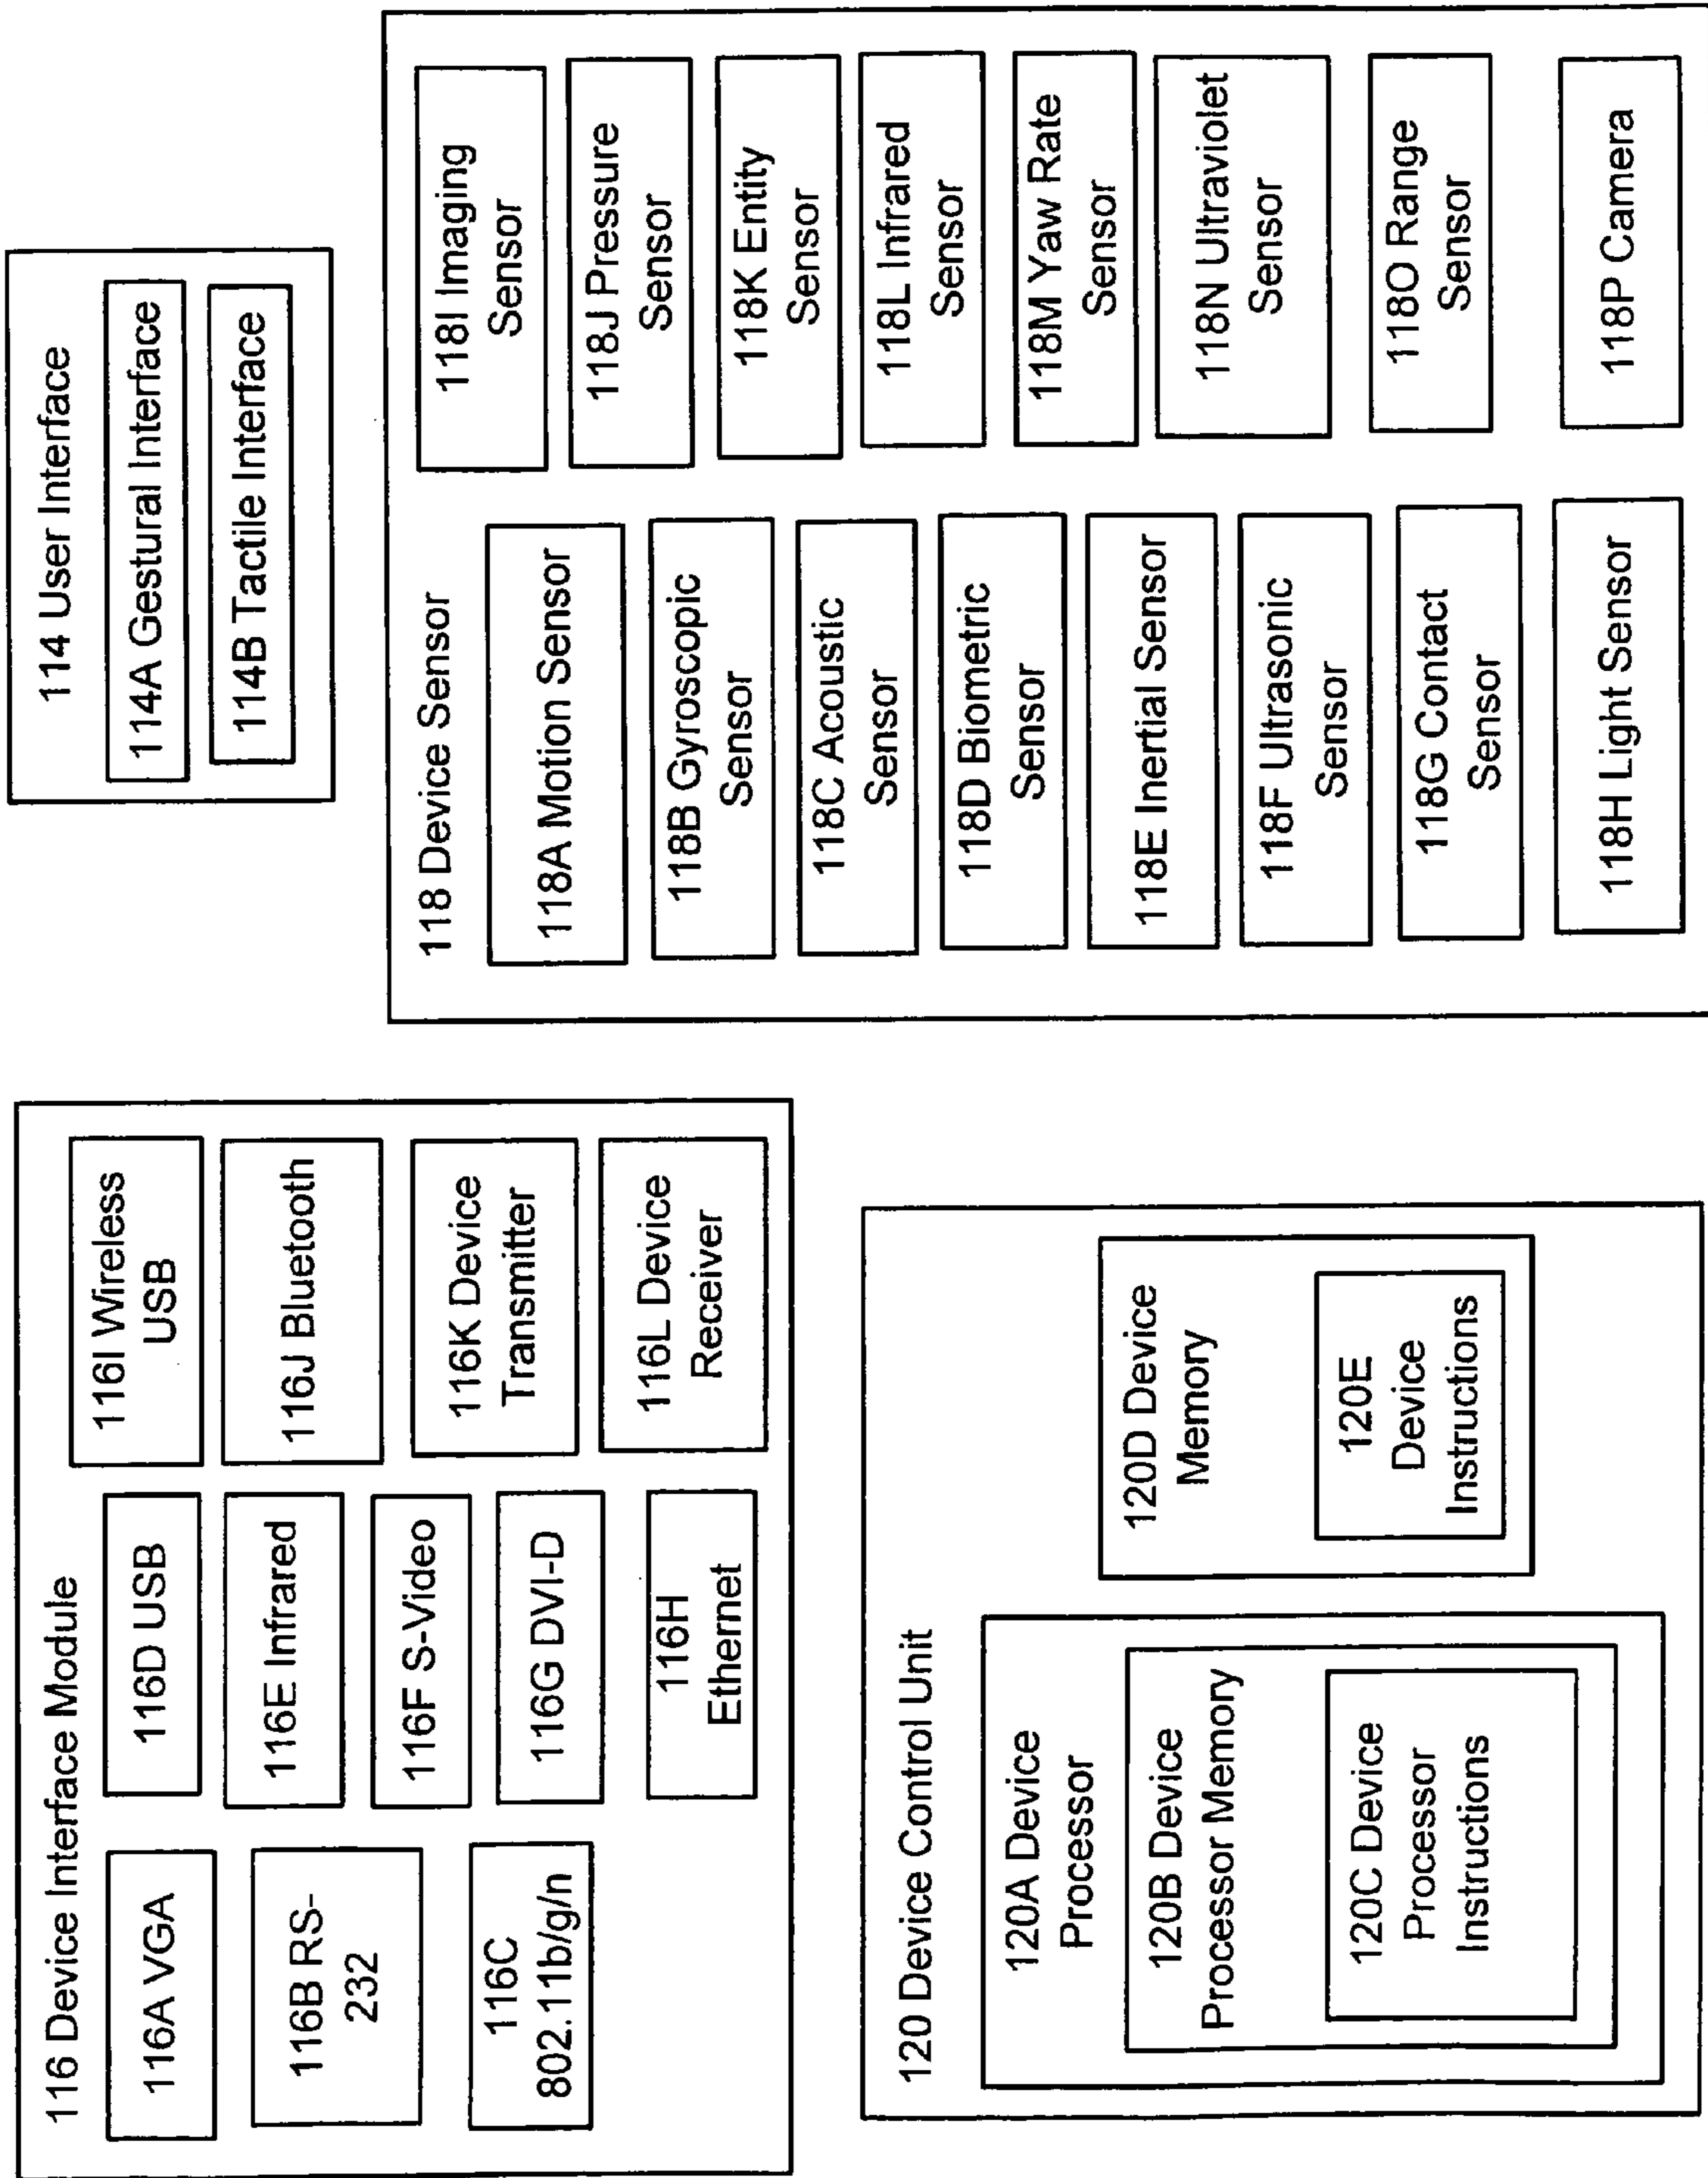 116 Device Interface Module
116A VGA
116B RS-
232
116C
802.11b/g/n
116D USB
116E Infrared
116F S-Video
116G DVI-D
116H
Ethernet
116I Wireless
USB
116J Bluetooth
116K Device
Transmitter
116L Device
Receiver
114 User Interface
114A Gestural Interface
114B Tactile Interface
120 Device Control Unit
120A Device
Processor
120B Device
Processor Memory
120C Device
Processor
Instructions
120D Device
Memory
120E
Device
Instructions
118 Device Sensor
118A Motion Sensor
118B Gyroscopic
Sensor
118C Acoustic
Sensor
118D Biometric
Sensor
118E Inertial Sensor
118F Ultrasonic
Sensor
118G Contact
Sensor
118H Light Sensor
118I Imaging
Sensor
118J Pressure
Sensor
118K Entity
Sensor
118L Infrared
Sensor
118M Yaw Rate
Sensor
118N Ultraviolet
Sensor
118O Range
Sensor
118P Camera